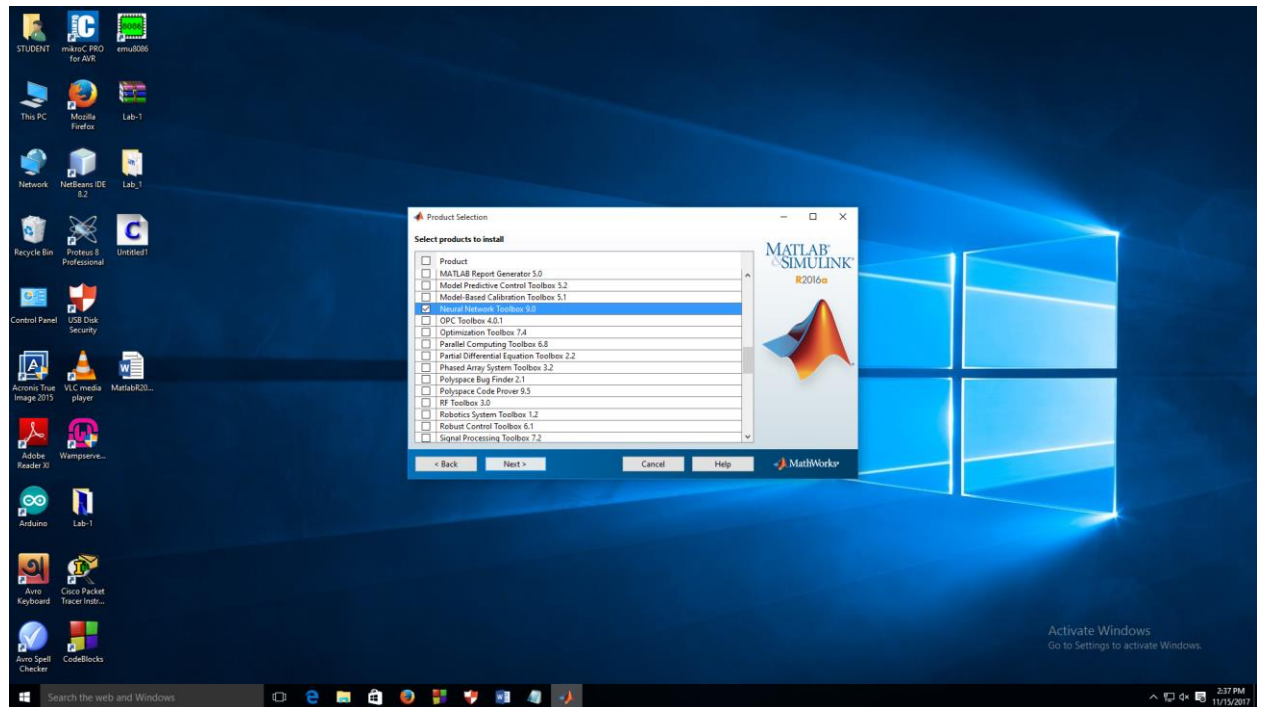 STUDENT
mikroC PRO
for AVR
emu8086
This PC
Mozilla
Firefox
Lab-1
Network
NetBeans IDE
8.2
Lab_1
Recycle Bin
Proteus 8
Professional
Untitled1
Control Panel
USB Disk
Security
Acronis True
Image 2015
VLC media
player
MatlabR20...
Adobe
Reader XI
Wampserve...
Arduino
Lab-1
Avro
Keyboard
Cisco Packet
Tracer Instr...
Avro Spell
Checker
CodeBlocks
Product Selection
Select products to install
Product
MATLAB Report Generator 5.0
Model Predictive Control Toolbox 5.2
Model-Based Calibration Toolbox 5.1
Neural Network Toolbox 9.0
OPC Toolbox 4.0.1
Optimization Toolbox 7.4
Parallel Computing Toolbox 6.8
Partial Differential Equation Toolbox 2.2
Phased Array System Toolbox 3.2
Polyspace Bug Finder 2.1
Polyspace Code Prover 9.5
RF Toolbox 3.0
Robotics System Toolbox 1.2
Robust Control Toolbox 6.1
Signal Processing Toolbox 7.2
MATLAB®
&SIMULINK®
R2016a
< Back
Next >
Cancel
Help
MathWorks®
Activate Windows
Go to Settings to activate Windows.
Search the web and Windows
2:37 PM
11/15/2017